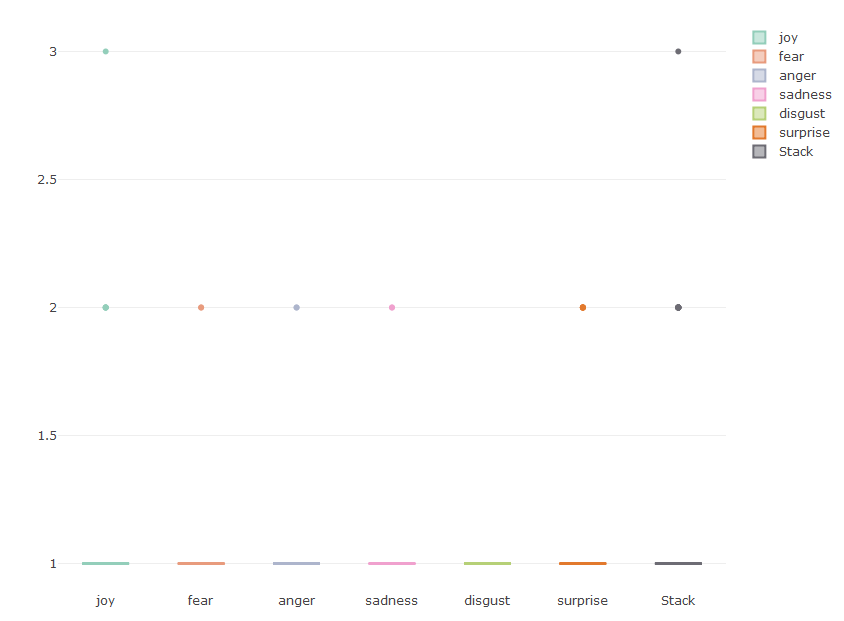 3
2.5
2
1.5
1
joy
fear
anger
sadness
disgust
surprise
Stack
joy
fear
anger
sadness
disgust
surprise
Stack